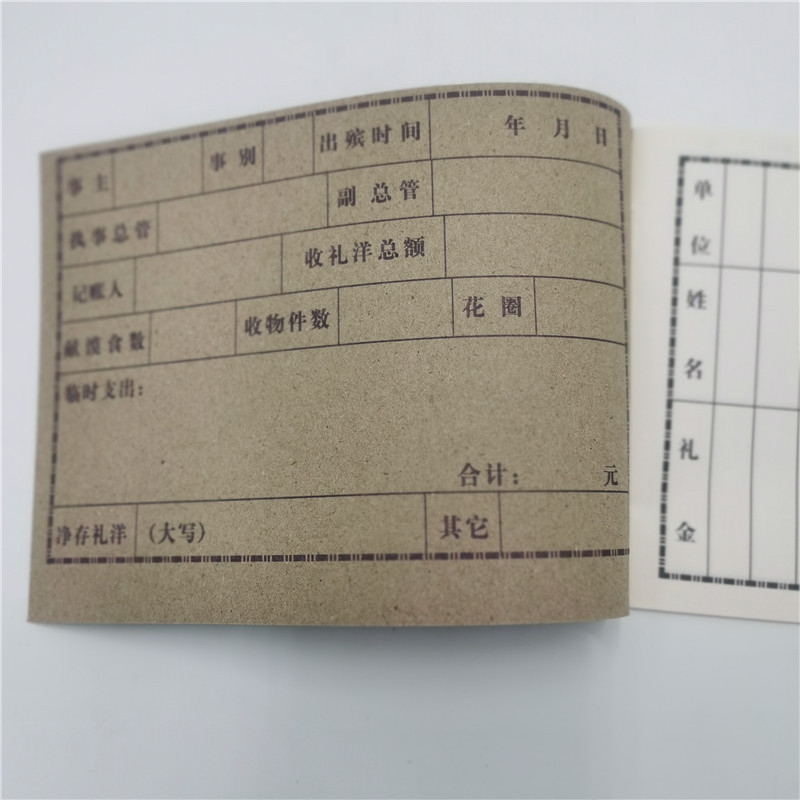 事主 事别 出殡时间 年 月 日
执事总管 副总管
记账人 收礼洋总额
献饭食数 收物件数 花圈
临时支出：
合计： 元
净存礼洋 (大写) 其它
单位
姓名
礼金